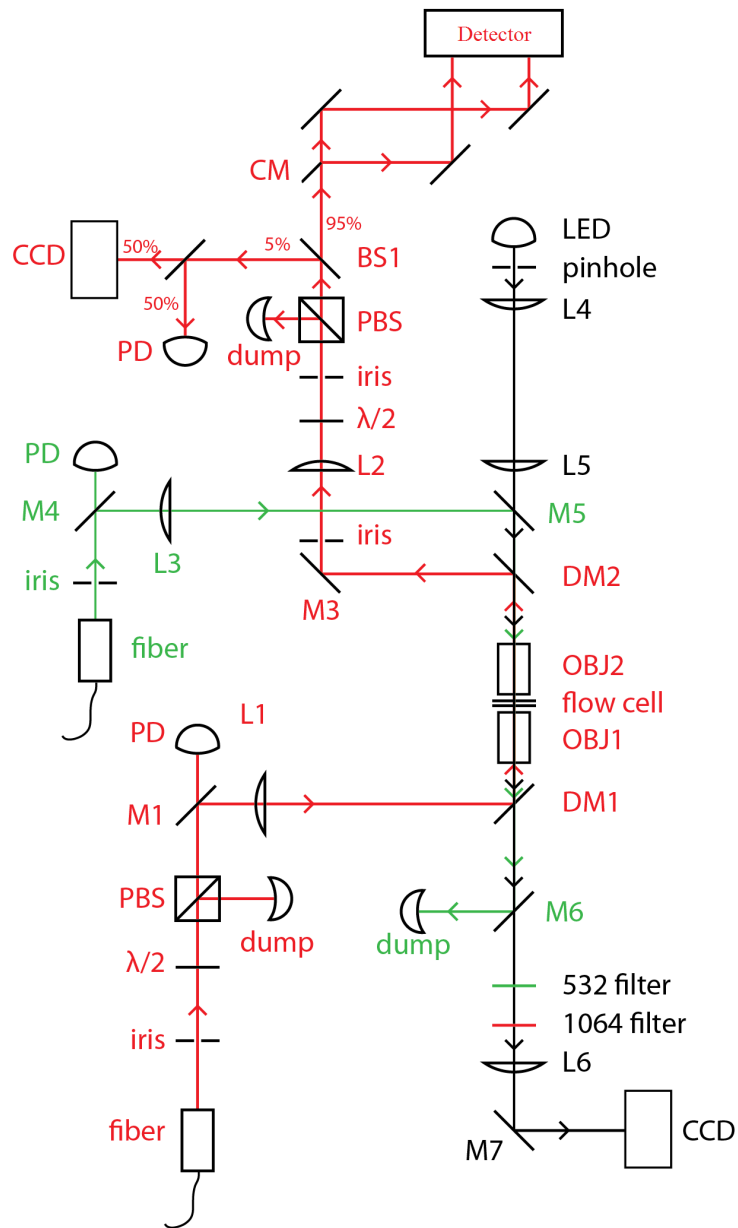 Detector
CM
95%
LED
CCD
50%
5%
BS1
pinhole
50%
L4
PBS
PD
dump
iris
λ/2
PD
L2
L5
M4
M5
iris
L3
iris
DM2
M3
fiber
OBJ2
flow cell
L1
OBJ1
PD
M1
DM1
PBS
M6
dump
dump
λ/2
532 filter
1064 filter
iris
L6
fiber
CCD
M7